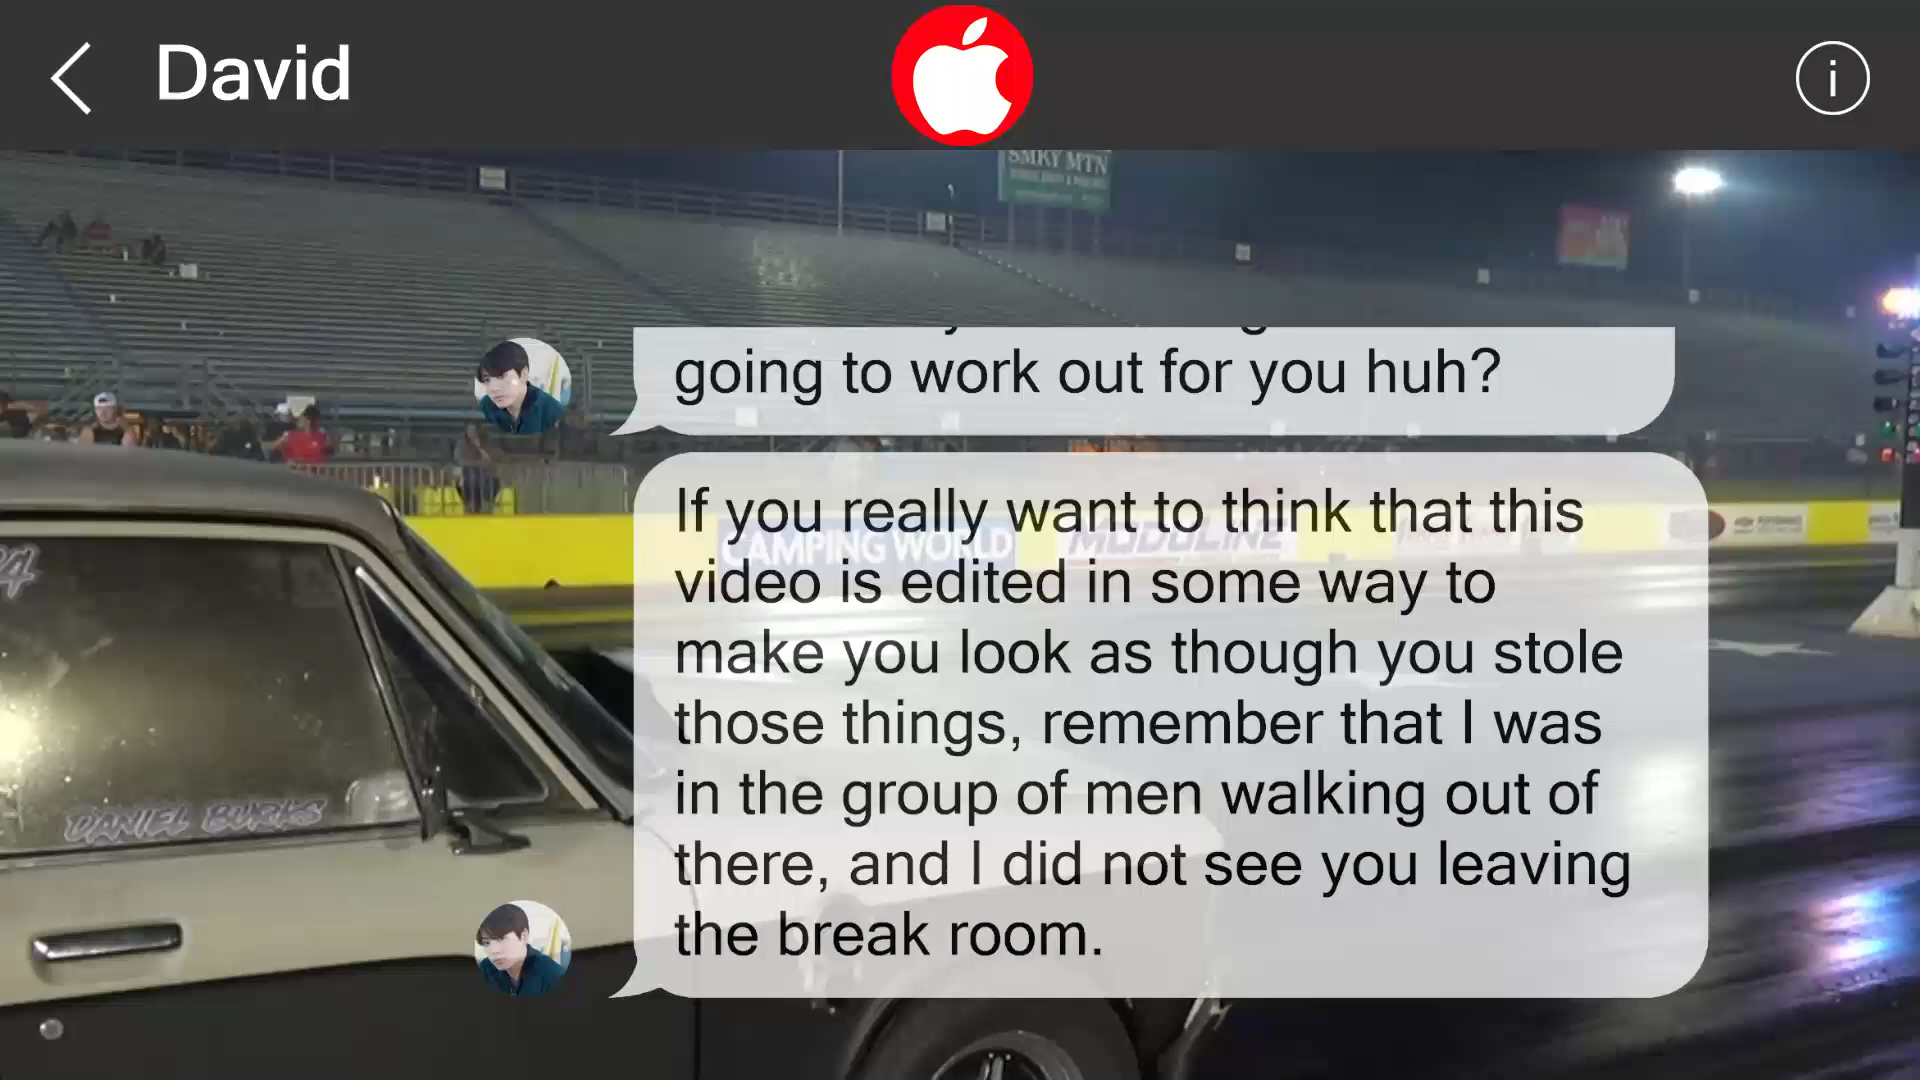 David
SMKY MTN
going to work out for you huh?
If you really want to think that this
video is edited in some way to
make you look as though you stole
those things, remember that I was
in the group of men walking out of
there, and I did not see you leaving
the break room.
CAMPING WORLD
MODULINE
DANIEL BURKS